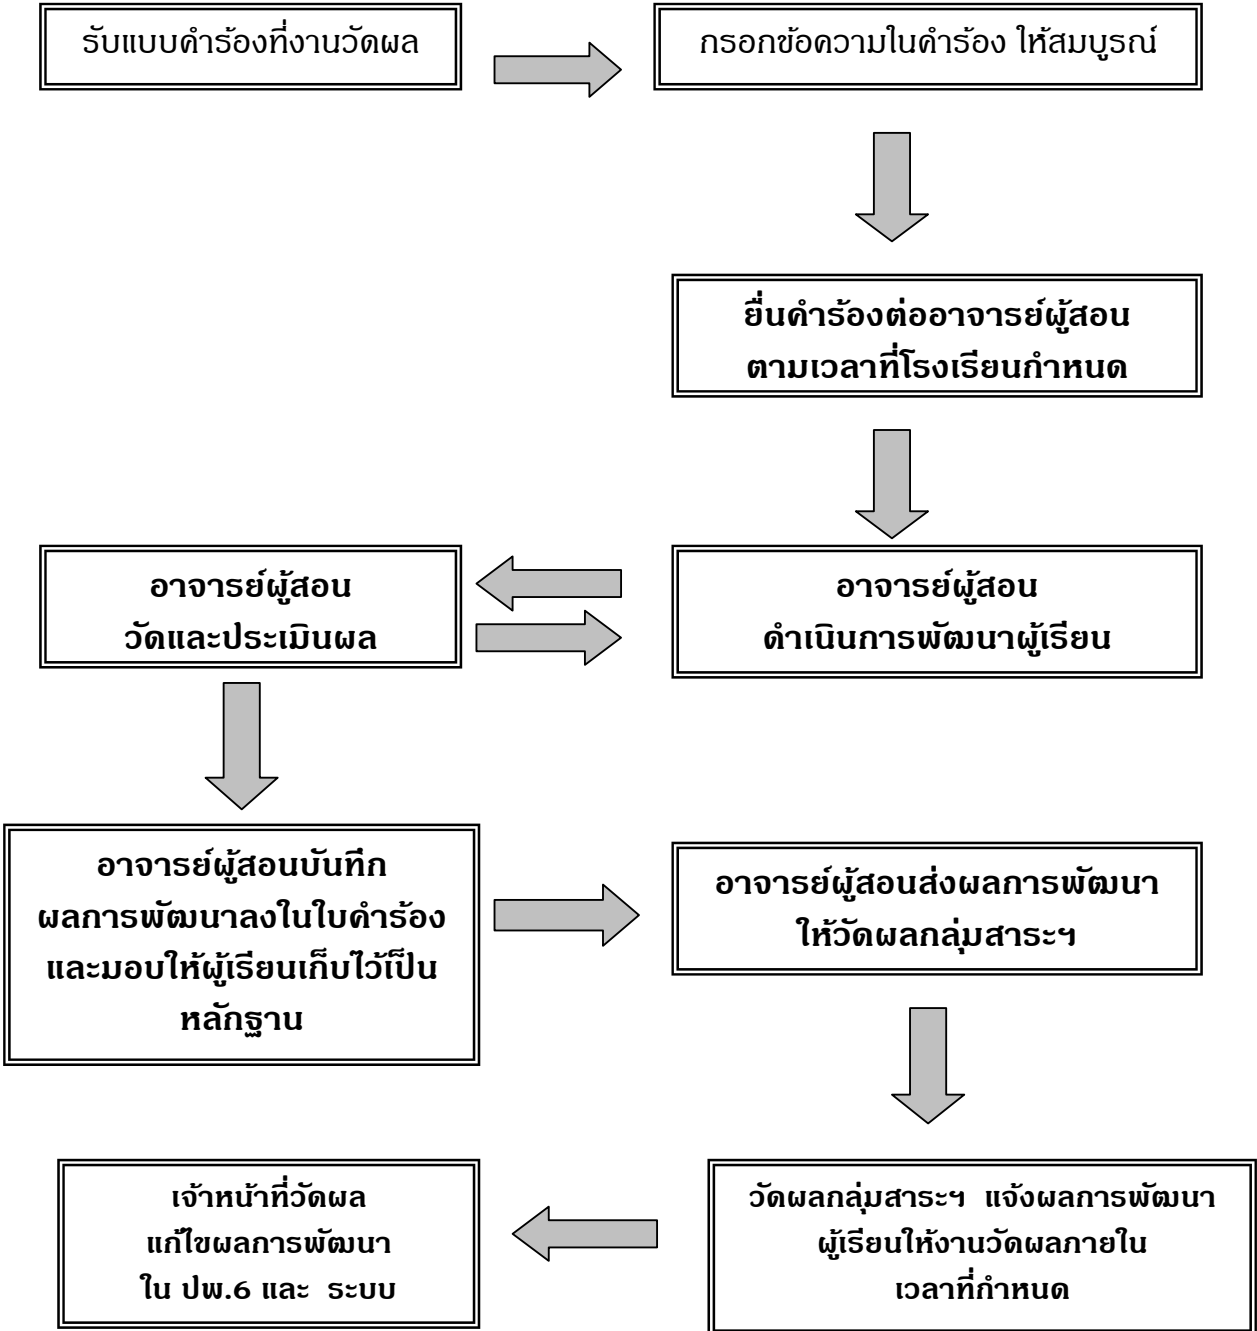 รับแบบคำร้องที่งานวัดผล
กรอกข้อความในคำร้อง ให้สมบูรณ์
ยื่นคำร้องต่ออาจารย์ผู้สอน
ตามเวลาที่โรงเรียนกำหนด
อาจารย์ผู้สอน
ดำเนินการพัฒนาผู้เรียน
อาจารย์ผู้สอน
วัดและประเมินผล
อาจารย์ผู้สอนบันทึก
ผลการพัฒนาลงในใบคำร้อง
และมอบให้ผู้เรียนเก็บไว้เป็น
หลักฐาน
อาจารย์ผู้สอนส่งผลการพัฒนา
ให้วัดผลกลุ่มสาระฯ
วัดผลกลุ่มสาระฯ แจ้งผลการพัฒนา
ผู้เรียนให้งานวัดผลภายใน
เวลาที่กำหนด
เจ้าหน้าที่วัดผล
แก้ไขผลการพัฒนา
ใน ปพ.6 และ ระบบ